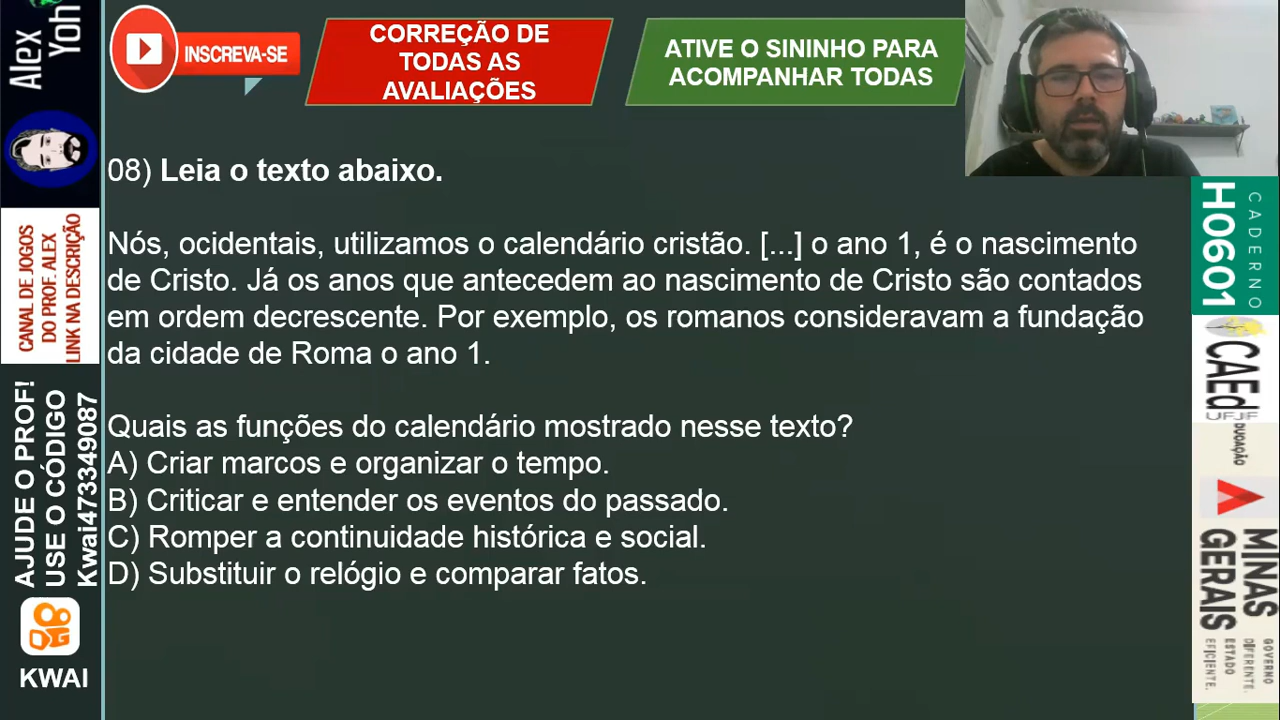 Alex
Yoh
INSCREVA-SE
CORREÇÃO DE
TODAS AS
AVALIAÇÕES
ATIVE O SININHO PARA
ACOMPANHAR TODAS
08) Leia o texto abaixo.
Nós, ocidentais, utilizamos o calendário cristão. [...] o ano 1, é o nascimento
de Cristo. Já os anos que antecedem ao nascimento de Cristo são contados
em ordem decrescente. Por exemplo, os romanos consideravam a fundação
da cidade de Roma o ano 1.
Quais as funções do calendário mostrado nesse texto?
A) Criar marcos e organizar o tempo.
B) Criticar e entender os eventos do passado.
C) Romper a continuidade histórica e social.
D) Substituir o relógio e comparar fatos.
CANAL DE JOGOS
DO PROF. ALEX
LINK NA DESCRIÇÃO
AJUDE O PROF!
USE O CÓDIGO
Kwai473349087
KWAI
CADERNO
H0601
CAEd
UFJF
MINAS
GERAIS
GOVERNO
DIFERENTE.
ESTADO
EFICIENTE.